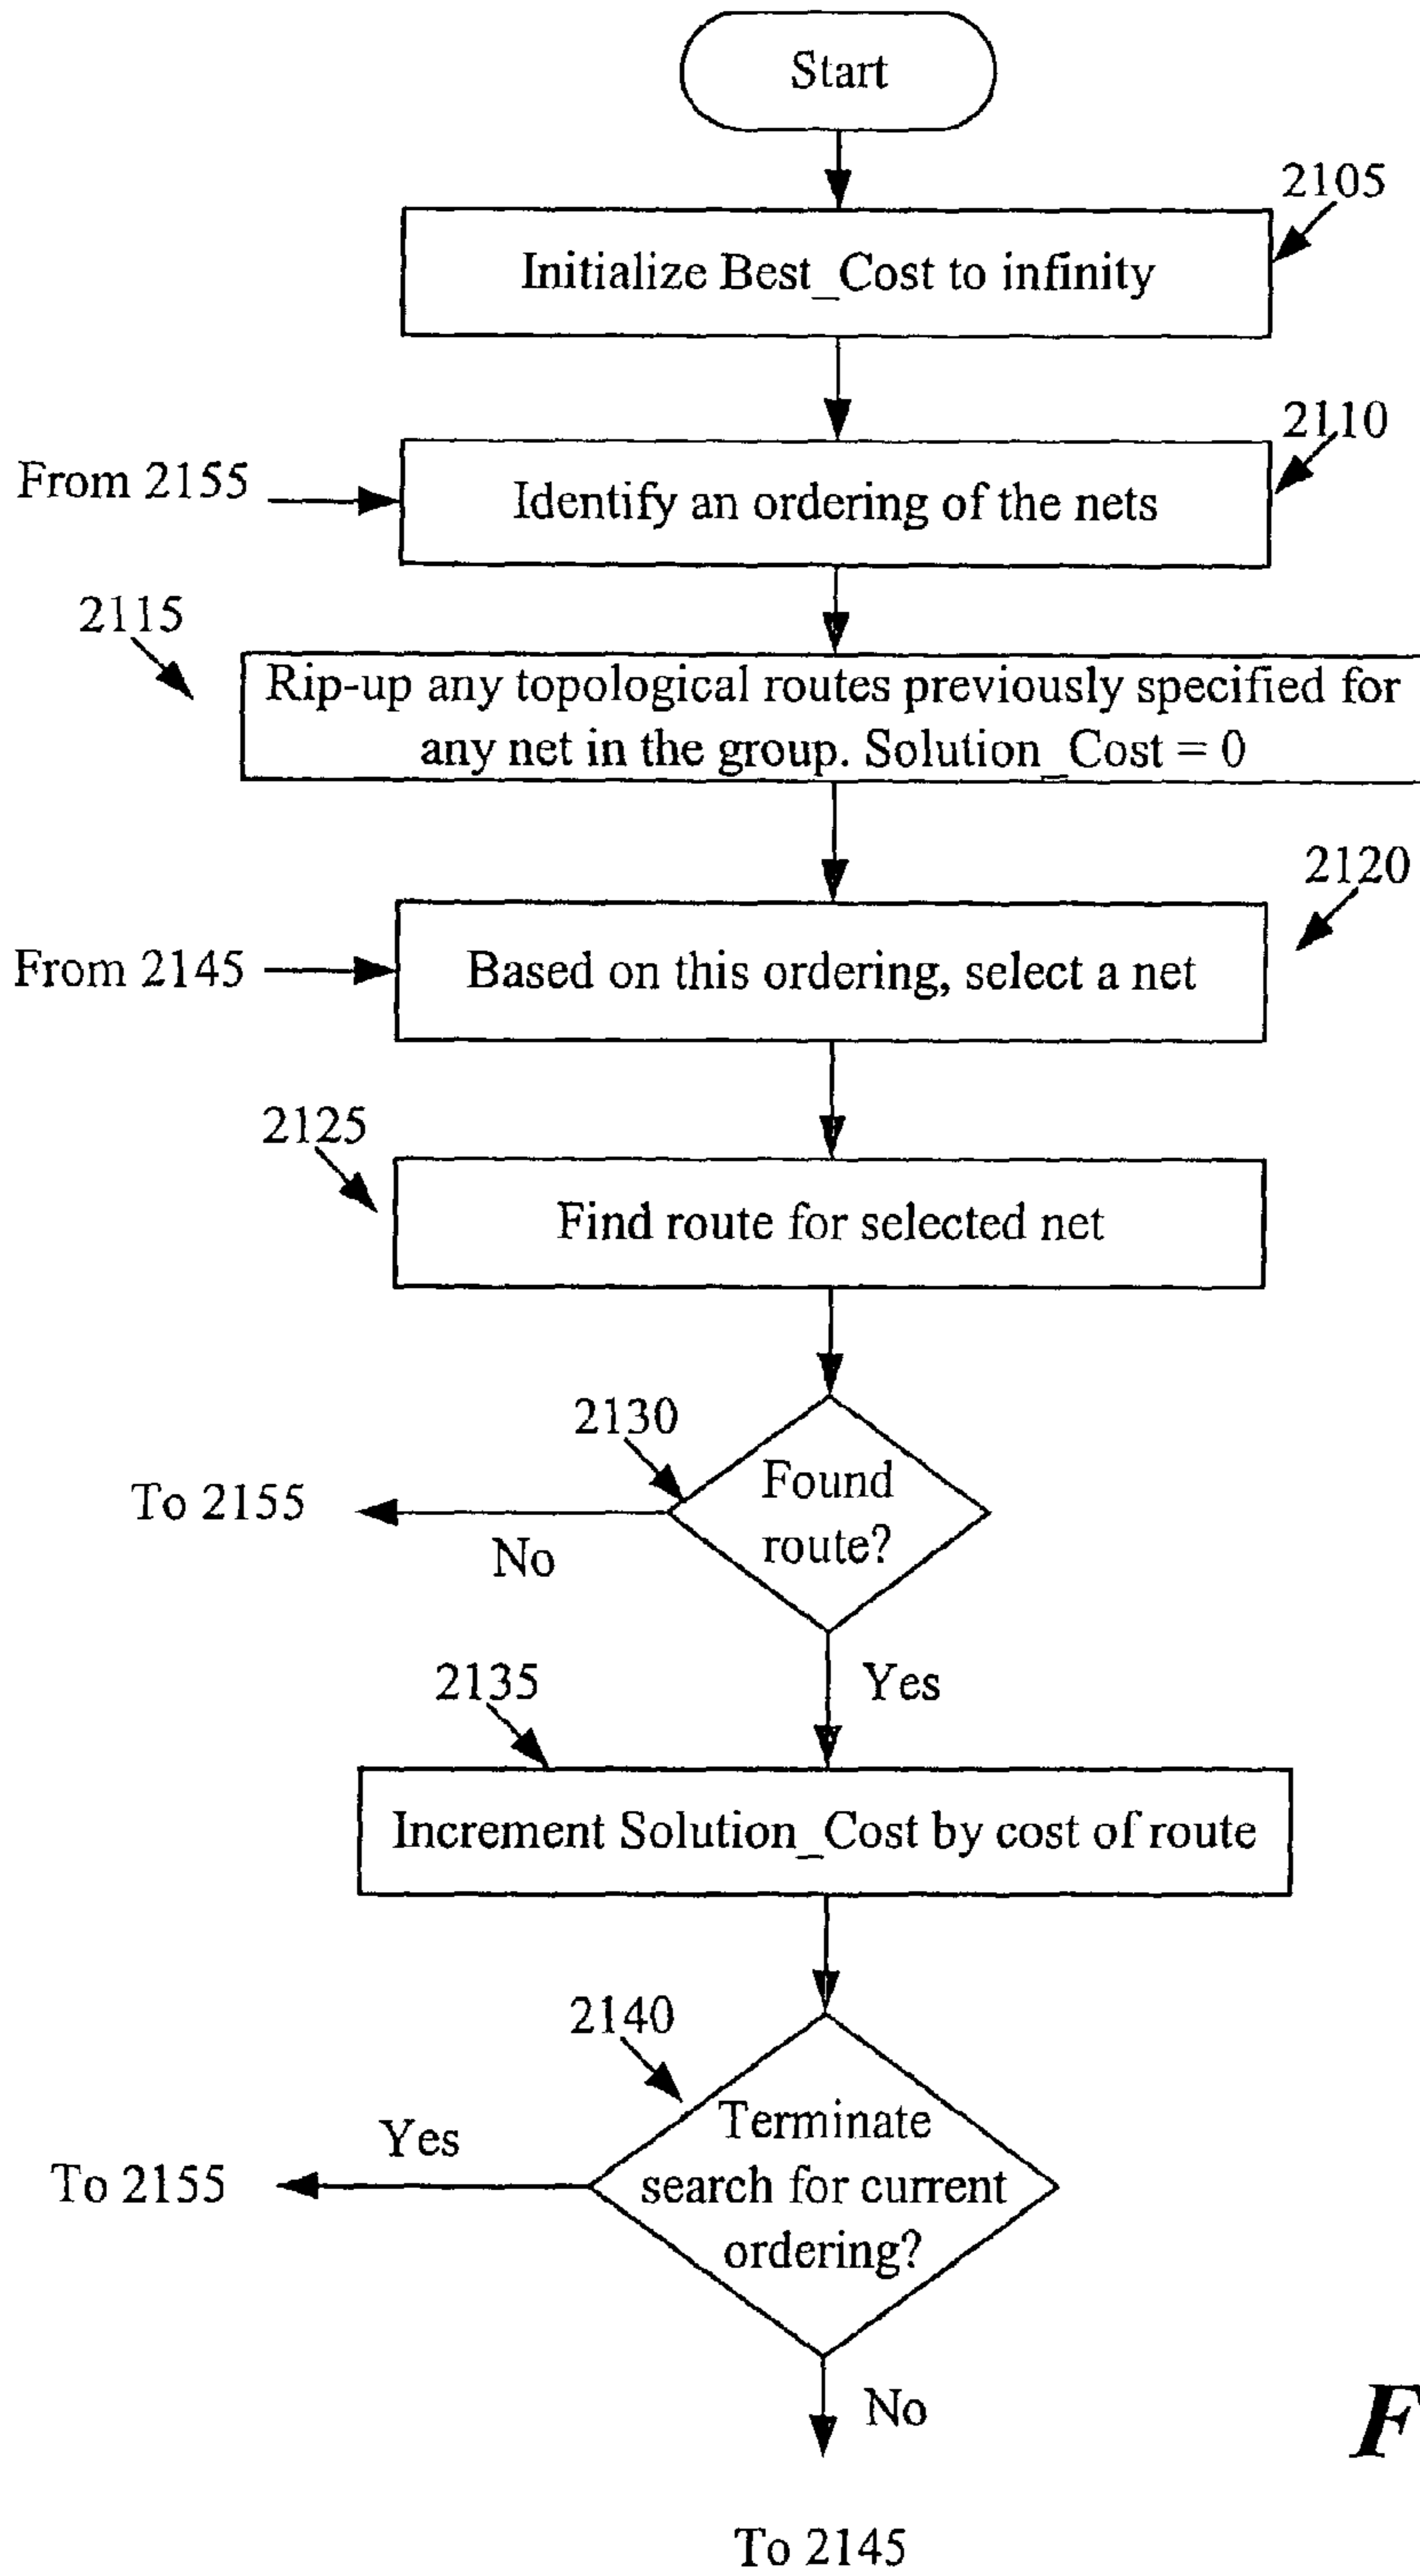 Start
2105
Initialize Best_Cost to infinity
2110
From 2155
Identify an ordering of the nets
2115
Rip-up any topological routes previously specified for
any net in the group. Solution_Cost = 0
2120
From 2145
Based on this ordering, select a net
2125
Find route for selected net
2130
Found
route?
To 2155
No
Yes
2135
Increment Solution_Cost by cost of route
2140
Terminate
search for current
ordering?
Yes
To 2155
No
F
To 2145